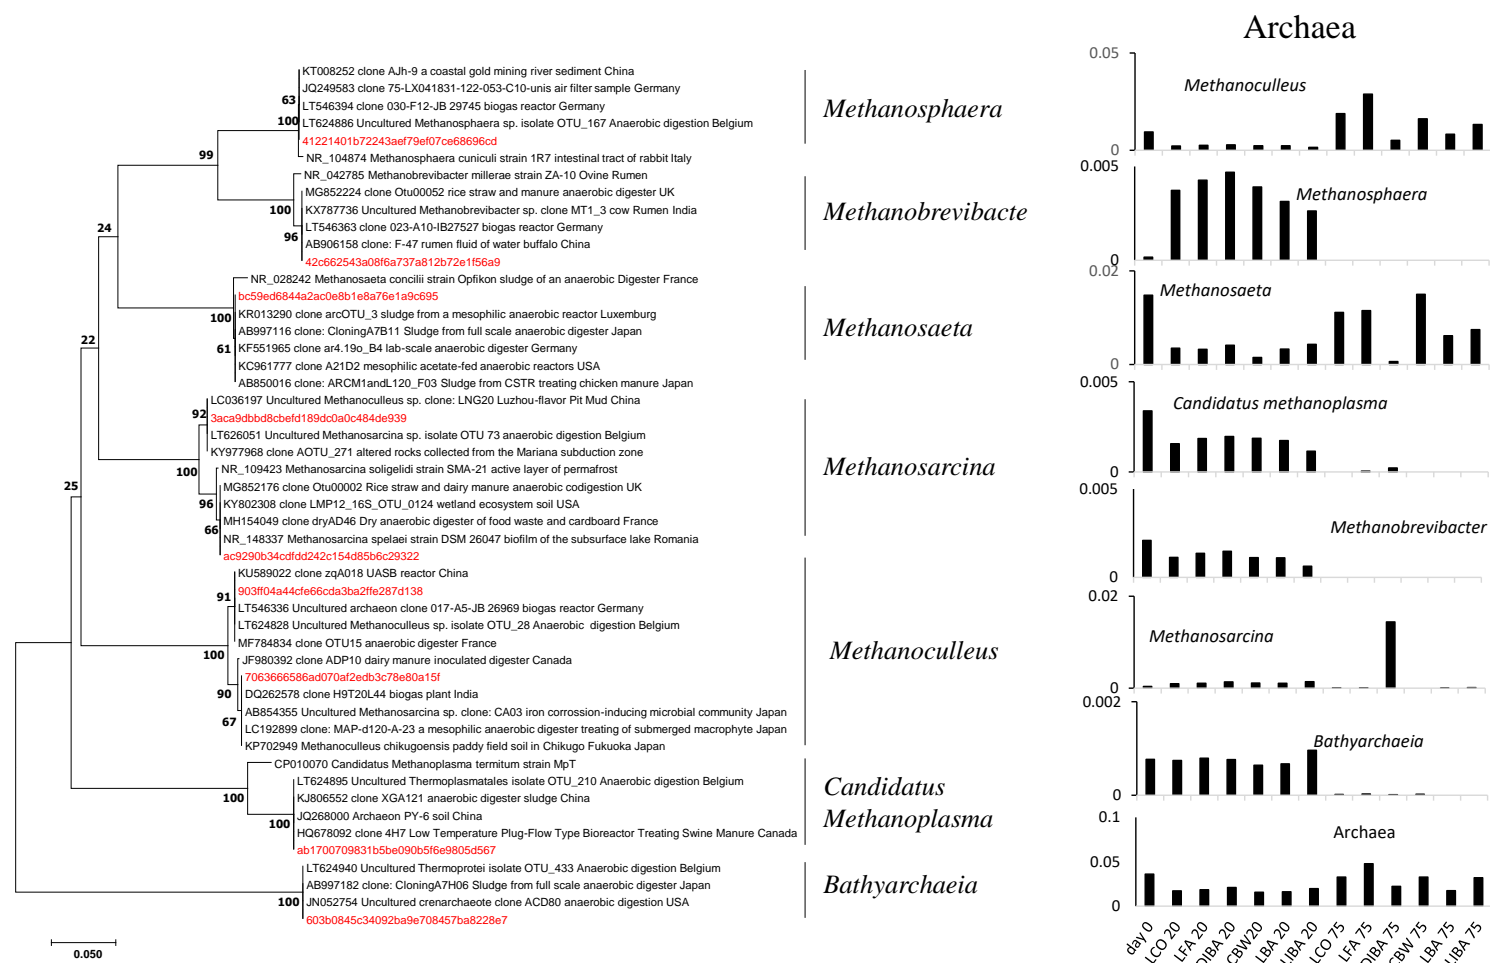 Archaea
KT008252 clone AJh-9 a coastal gold mining river sediment China
JQ249583 clone 75-LX041831-122-053-C10-unis air filter sample Germany
63
LT546394 clone 030-F12-JB 29745 biogas reactor Germany
100
LT624886 Uncultured Methanosphaera sp. isolate OTU_167 Anaerobic digestion Belgium
41221401b72243aef79ef07ce68696cd
99
NR_104874 Methanosphaera cuniculi strain 1R7 intestinal tract of rabbit Italy
Methanosphaera
NR_042785 Methanobrevibacter millerae strain ZA-10 Ovine Rumen
MG852224 clone Otu00052 rice straw and manure anaerobic digester UK
100
KX787736 Uncultured Methanobrevibacter sp. clone MT1_3 cow Rumen India
LT546363 clone 023-A10-IB27527 biogas reactor Germany
96
AB906158 clone: F-47 rumen fluid of water buffalo China
42c662543a08f6a737a812b72e1f56a9
Methanobrevibacte
24
NR_028242 Methanosaeta concilii strain Opfikon sludge of an anaerobic Digester France
bc59ed6844a2ac0e8b1e8a76e1a9c695
100
KR013290 clone arcOTU_3 sludge from a mesophilic anaerobic reactor Luxemburg
AB997116 clone: CloningA7B11 Sludge from full scale anaerobic digester Japan
61
KF551965 clone ar4.19o_B4 lab-scale anaerobic digester Germany
KC961777 clone A21D2 mesophilic acetate-fed anaerobic reactors USA
AB850016 clone: ARCM1andL120_F03 Sludge from CSTR treating chicken manure Japan
Methanosaeta
22
LC036197 Uncultured Methanoculleus sp. clone: LNG20 Luzhou-flavor Pit Mud China
92
3aca9dbbd8cbefd189dc0a0c484de939
LT626051 Uncultured Methanosarcina sp. isolate OTU 73 anaerobic digestion Belgium
KY977968 clone AOTU_271 altered rocks collected from the Mariana subduction zone
100
NR_109423 Methanosarcina soligelidi strain SMA-21 active layer of permafrost
MG852176 clone Otu00002 Rice straw and dairy manure anaerobic codigestion UK
96
KY802308 clone LMP12_16S_OTU_0124 wetland ecosystem soil USA
MH154049 clone dryAD46 Dry anaerobic digester of food waste and cardboard France
66
NR_148337 Methanosarcina spelaei strain DSM 26047 biofilm of the subsurface lake Romania
ac9290b34cdfdd242c154d85b6c29322
Methanosarcina
25
KU589022 clone zqA018 UASB reactor China
91
903ff04a44cfe66cda3ba2ffe287d138
LT546336 Uncultured archaeon clone 017-A5-JB 26969 biogas reactor Germany
LT624828 Uncultured Methanoculleus sp. isolate OTU_28 Anaerobic digestion Belgium
MF784834 clone OTU15 anaerobic digester France
100
JF980392 clone ADP10 dairy manure inoculated digester Canada
7063666586ad070af2edb3c78e80a15f
90
DQ262578 clone H9T20L44 biogas plant India
AB854355 Uncultured Methanosarcina sp. clone: CA03 iron corrossion-inducing microbial community Japan
67
LC192899 clone: MAP-d120-A-23 a mesophilic anaerobic digester treating of submerged macrophyte Japan
KP702949 Methanoculleus chikugoensis paddy field soil in Chikugo Fukuoka Japan
Methanoculleus
CP010070 Candidatus Methanoplasma termitum strain MpT
LT624895 Uncultured Thermoplasmatales isolate OTU_210 Anaerobic digestion Belgium
100
KJ806552 clone XGA121 anaerobic digester sludge China
JQ268000 Archaeon PY-6 soil China
100
HQ678092 clone 4H7 Low Temperature Plug-Flow Type Bioreactor Treating Swine Manure Canada
ab1700709831b5be090b5f6e9805d567
Candidatus
Methanoplasma
LT624940 Uncultured Thermoprotei isolate OTU_433 Anaerobic digestion Belgium
AB997182 clone: CloningA7H06 Sludge from full scale anaerobic digester Japan
100
JN052754 Uncultured crenarchaeote clone ACD80 anaerobic digestion USA
603b0845c34092ba9e708457ba8228e7
Bathyarchaeia
0.050
0.05
Methanoculleus
0
0.005
Methanosphaera
0
0.02
Methanosaeta
0
0.005
Candidatus methanoplasma
0
0.005
Methanobrevibacter
0
0.02
Methanosarcina
0
0.002
Bathyarchaeia
0
0.1
Archaea
0.05
0
day 0
LCO 20
LFA 20
OIBA 20
CBW20
LBA 20
LIBA 20
LCO 75
LFA 75
OIBA 75
CBW 75
LBA 75
LIBA 75